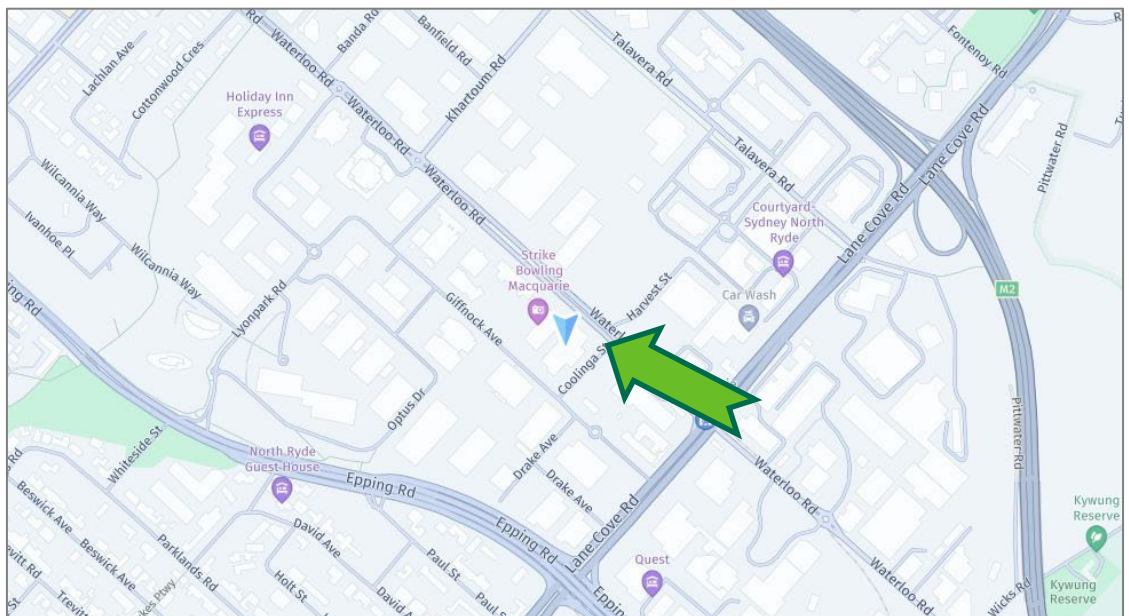 Rd
Waterloo Rd
Banda Rd
Banfield Rd
Khartoum Rd
Talavera Rd
Fontenoy Rd
Lachlan Ave
Cottonwood Cres
Holiday Inn
Express
Waterloo Rd
Waterloo Rd
Talavera Rd
Lane Cove Rd
Pittwater Rd
Wilcannia Way
Ivanhoe Pl
Wilcannia Way
Courtyard-
Sydney North
Ryde
Lane Cove Rd
Strike
Bowling
Macquarie
Harvest St
Car Wash
M2
Lyonpark Rd
Giffnock Ave
Coolinga
Optus Dr
Whiteside St
North Ryde
Guest House
Epping Rd
Drake Ave
Drake Ave
Waterloo Rd
Pittwater Rd
Kywung
Reserve
Beswick Ave
Beswick Ave
Parklands Rd
David Ave
Epping Rd
Lane Cove Rd
Paul St
Holt St
Quest
Waterloo Rd
Wicks Rd
Kywung
Reserve
David A
Paul S